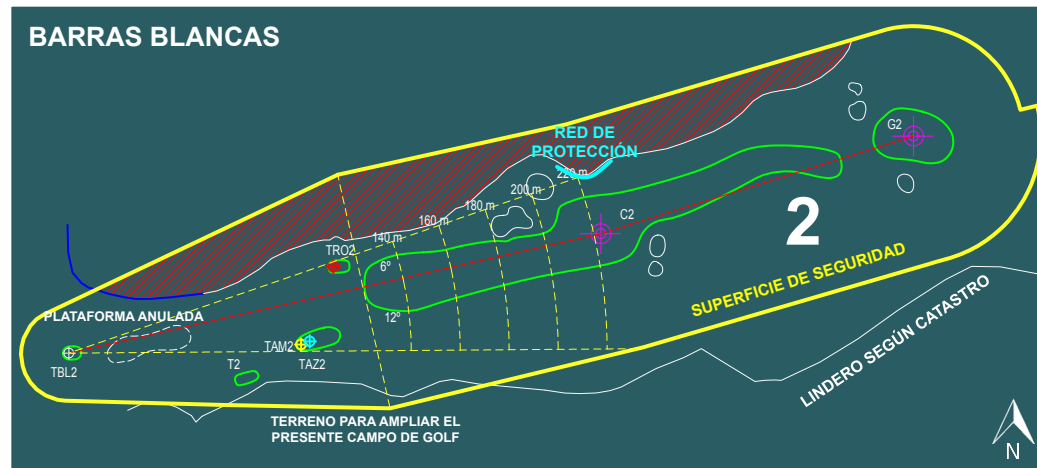 BARRAS BLANCAS
RED DE
PROTECCIÓN
G2
220 m
200 m
180 m
160 m
140 m
C2
2
TRO2
6º
12º
SUPERFICIE DE SEGURIDAD
PLATAFORMA ANULADA
TBL2
TAM2
TAZ2
T2
LINDERO SEGÚN CATASTRO
TERRENO PARA AMPLIAR EL
PRESENTE CAMPO DE GOLF
N